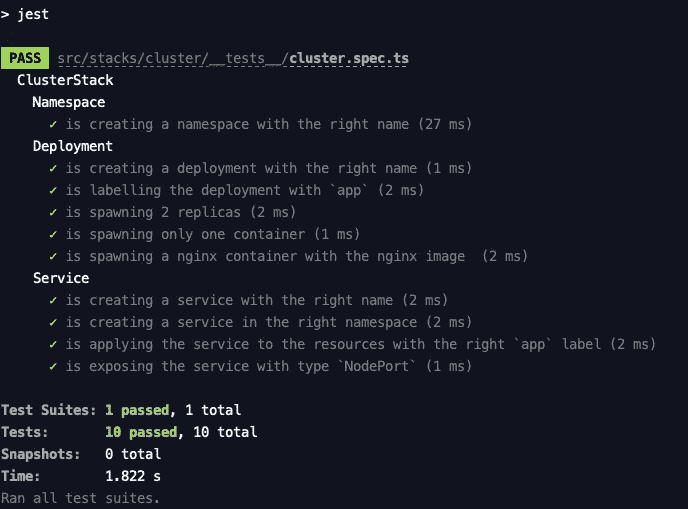 > jest
PASS src/stacks/cluster/__tests__/cluster.spec.ts
ClusterStack
Namespace
✓ is creating a namespace with the right name (27 ms)
Deployment
✓ is creating a deployment with the right name (1 ms)
✓ is labelling the deployment with `app` (2 ms)
✓ is spawning 2 replicas (2 ms)
✓ is spawning only one container (1 ms)
✓ is spawning a nginx container with the nginx image  (2 ms)
Service
✓ is creating a service with the right name (2 ms)
✓ is creating a service in the right namespace (2 ms)
✓ is applying the service to the resources with the right `app` label (2 ms)
✓ is exposing the service with type `NodePort` (1 ms)
Test Suites: 1 passed, 1 total
Tests:       10 passed, 10 total
Snapshots:   0 total
Time:        1.822 s
Ran all test suites.